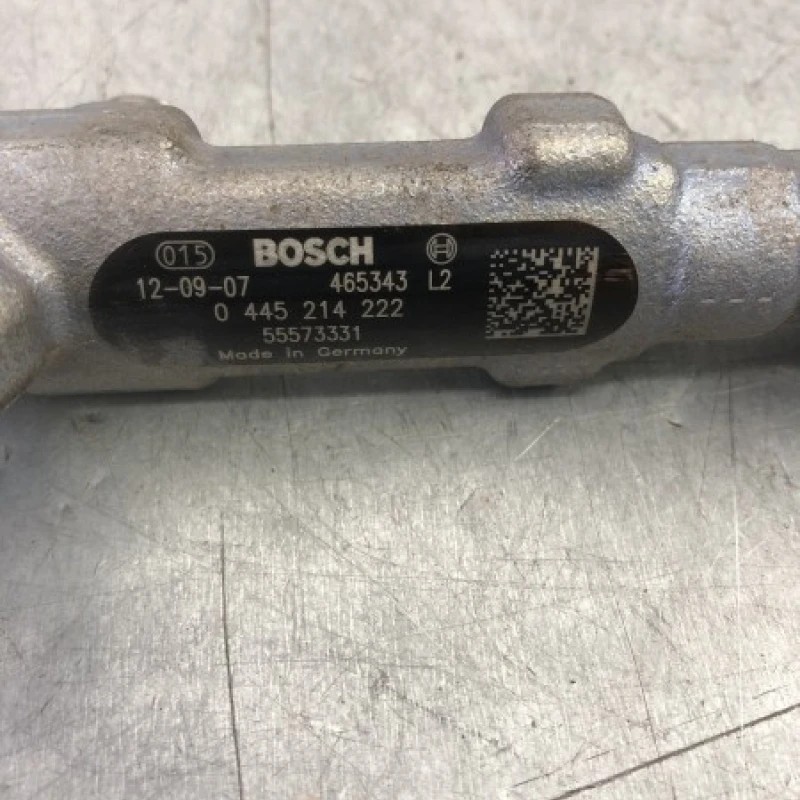 015 BOSCH
12-09-07 465343 L2
0 445 214 222
55573331
Made in Germany